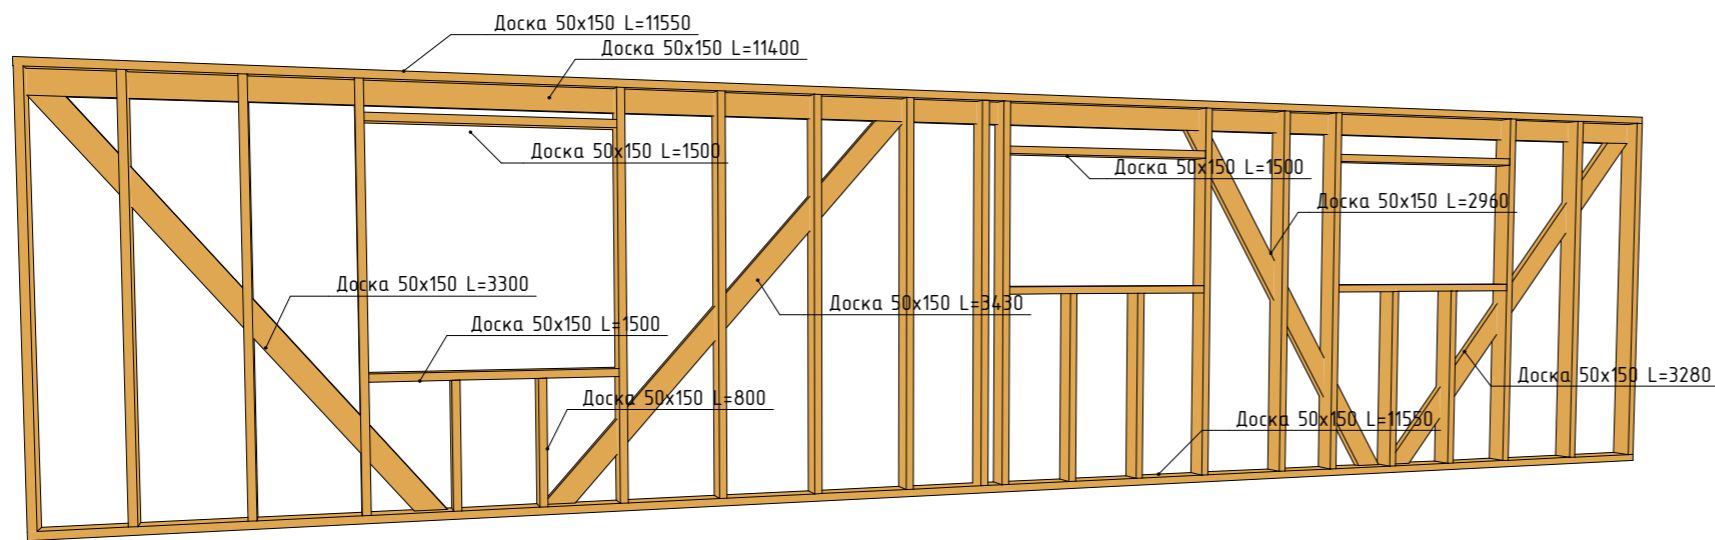 Доска 50х150 L=11550
Доска 50х150 L=11400
Доска 50х150 L=1500
Доска 50х150 L=1500
Доска 50х150 L=2960
Доска 50х150 L=3300
Доска 50х150 L=3430
Доска 50х150 L=1500
Доска 50х150 L=3280
Доска 50х150 L=800
Доска 50х150 L=11550